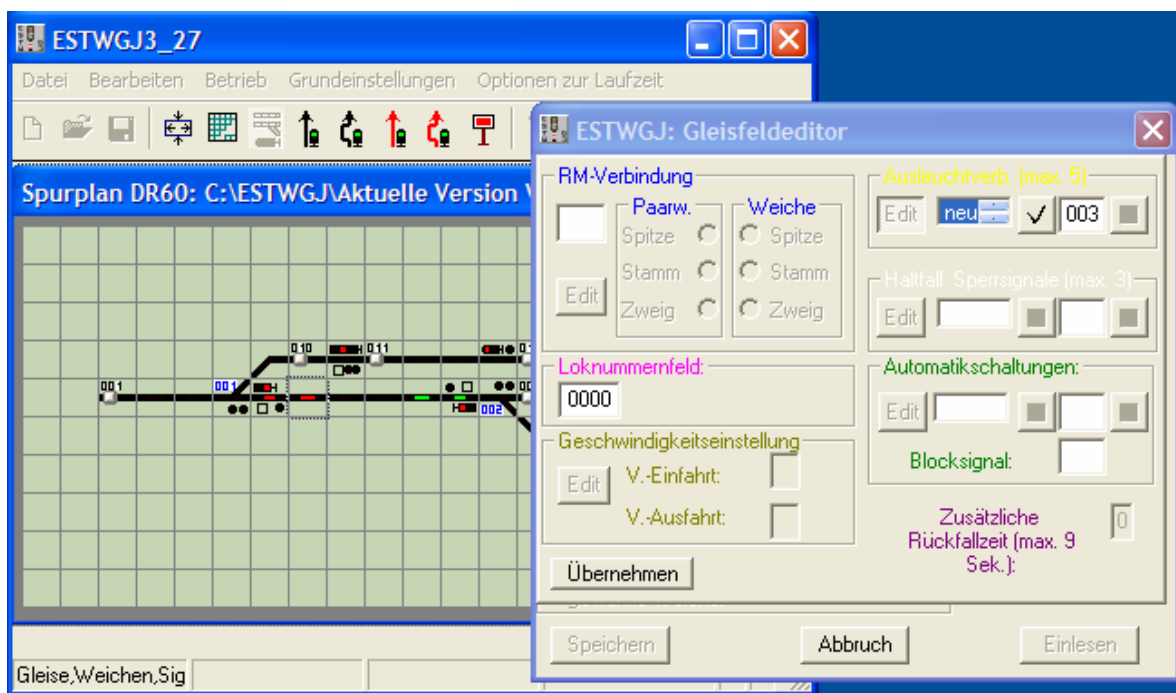 ESTWGJ3_27
Datei Bearbeiten Betrieb Grundeinstellungen Optionen zur Laufzeit
Spurplan DR60: C:\ESTWGJ\Aktuelle Version
010 011
001 001
002
Gleise,Weichen,Sig
ESTWGJ: Gleisfeldeditor
RM-Verbindung
Paarw. Weiche
Spitze Spitze
Stamm Stamm
Edit
Zweig Zweig
Ausleuchtverb. (max. 5)
Edit neu 003
Haltfall Sperrsignale (max. 3)
Edit
Loknummernfeld:
0000
Automatikschaltungen:
Edit
Blocksignal:
Geschwindigkeitseinstellung
Edit V.-Einfahrt:
V.-Ausfahrt:
Zusätzliche 0
Rückfallzeit (max. 9
Sek.):
Übernehmen
Speichern Abbruch Einlesen